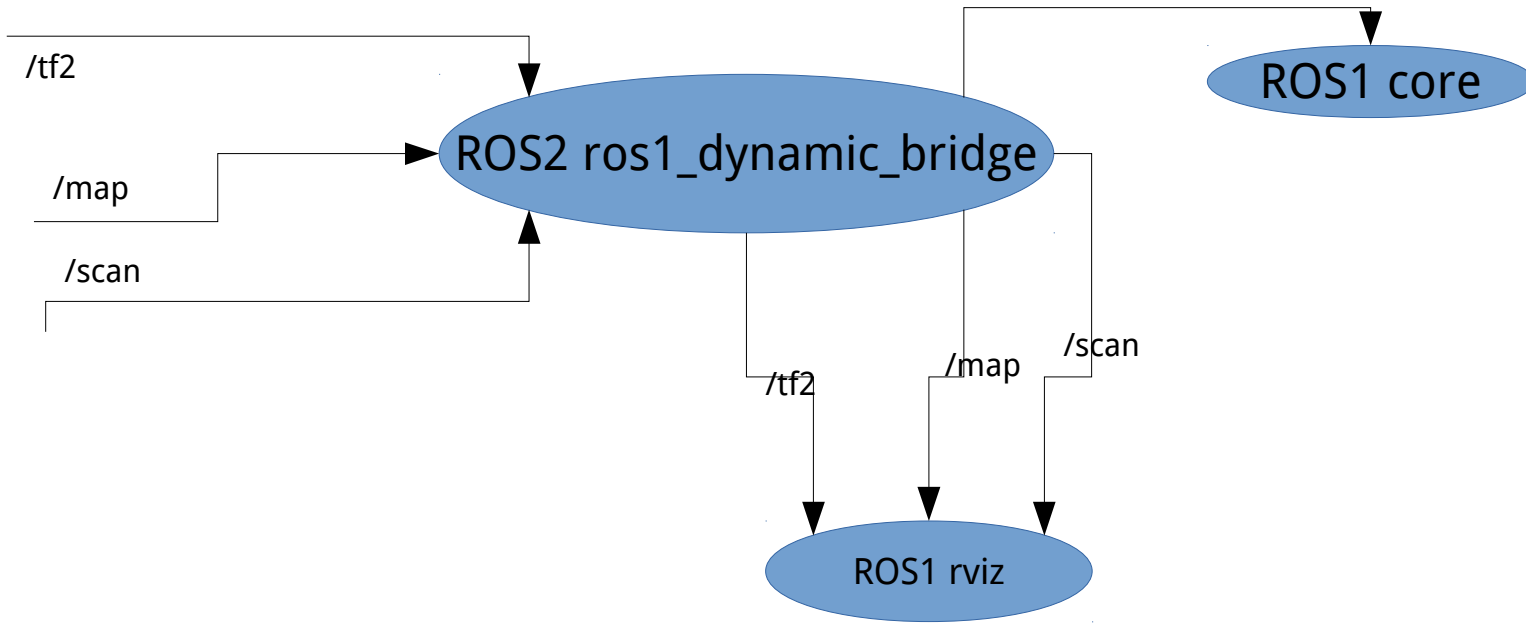 /tf2
ROS1 core
ROS2 ros1_dynamic_bridge
/map
/scan
/scan
/map
/tf2
ROS1 rviz